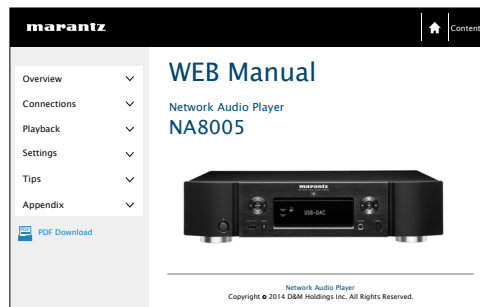 marantz
Content
Overview
Connections
Playback
Settings
Tips
Appendix
PDF
PDF Download
WEB Manual
Network Audio Player
NA8005
marantz
USB-DAC
Network Audio Player
Copyright © 2014 D&M Holdings Inc. All Rights Reserved.